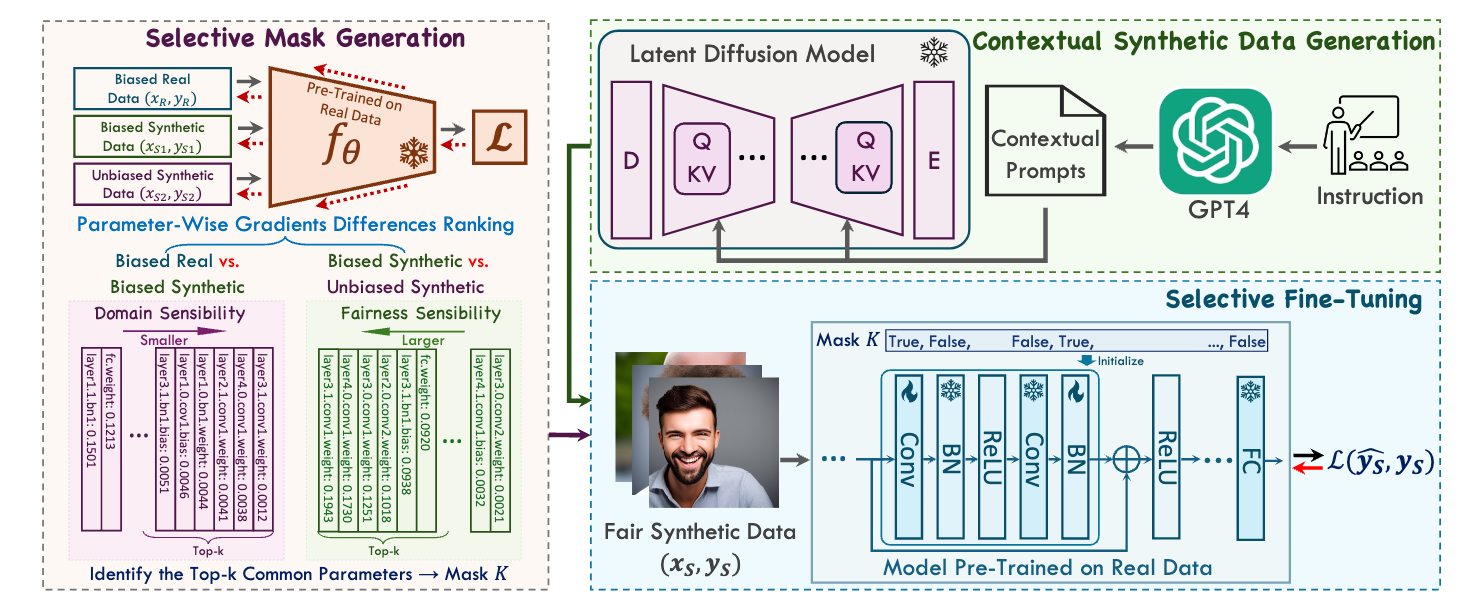 Selective Mask Generation
Biased Real
Data (x_R, y_R)
Biased Synthetic
Data (x_{S1}, y_{S1})
Unbiased Synthetic
Data (x_{S2}, y_{S2})
Pre-Trained on
Real Data
f_θ
ℒ
Parameter-Wise Gradients Differences Ranking
Biased Real vs.
Biased Synthetic
Biased Synthetic vs.
Unbiased Synthetic
Domain Sensibility
Smaller
layer1.1.bn1: 0.1501
fc.weight: 0.1213
...
layer3.1.bn1.bias: 0.0051
layer1.0.cov1.bias: 0.0046
layer1.0.bn1.weight: 0.0044
layer2.1.conv1.weight: 0.0041
layer4.0.conv1.weight: 0.0038
layer3.1.conv1.weight: 0.0012
Top-k
Fairness Sensibility
Larger
layer3.1.conv1.weight: 0.1943
layer4.0.conv1.weight: 0.1730
layer3.0.conv1.weight: 0.1251
layer2.0.conv2.weight: 0.1018
layer3.1.bn1.bias: 0.0938
fc.weight: 0.0920
...
layer4.1.conv1.bias: 0.0032
layer3.0.conv2.weight: 0.0021
Top-k
Identify the Top-k Common Parameters → Mask K
Contextual Synthetic Data Generation
Latent Diffusion Model
D
Q
KV
...
...
Q
KV
E
Contextual
Prompts
GPT4
Instruction
Selective Fine-Tuning
Mask K
True, False, False, True, ..., False
Initialize
...
Conv
BN
ReLU
Conv
BN
ReLU
...
FC
ℒ(ŷ_S, y_S)
Fair Synthetic Data
(x_S, y_S)
Model Pre-Trained on Real Data